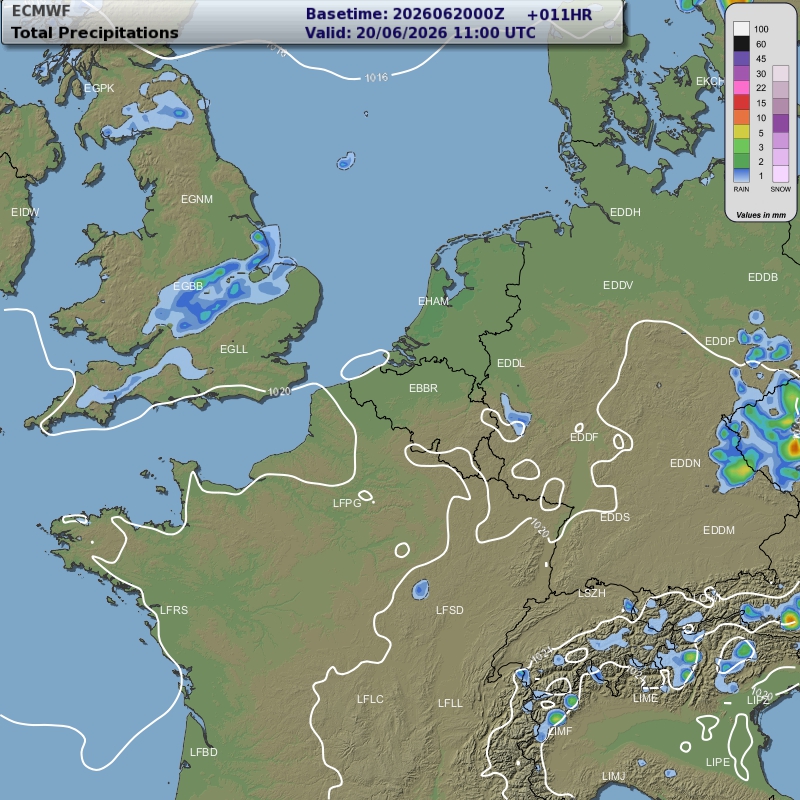 ECMWF
Basetime: 2026062000Z +011HR
Total Precipitations
Valid: 20/06/2026 11:00 UTC
100
60
45
30
22
15
10
5
3
2
1
RAIN
SNOW
Values in mm
1016
EGPK
EKCH
EIDW
EGNM
EDDH
EGBB
EHAM
EDDV
EDDB
EGLL
EDDP
EDDL
1020
EBBR
EDDF
EDDN
LFPG
EDDS
1020
EDDM
LSZH
LFRS
LFSD
LFLC
LFLL
LIME
LIPZ
1020
LIMF
LFBD
LIPE
LIMJ